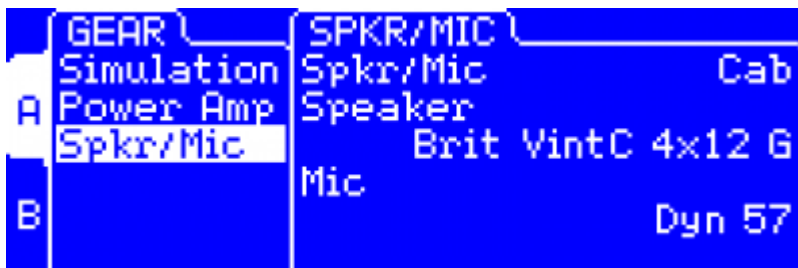 A
B
GEAR
Simulation
Power Amp
Spkr/Mic
SPKR/MIC
Spkr/Mic Cab
Speaker
Brit VintC 4x12 G
Mic
Dyn 57